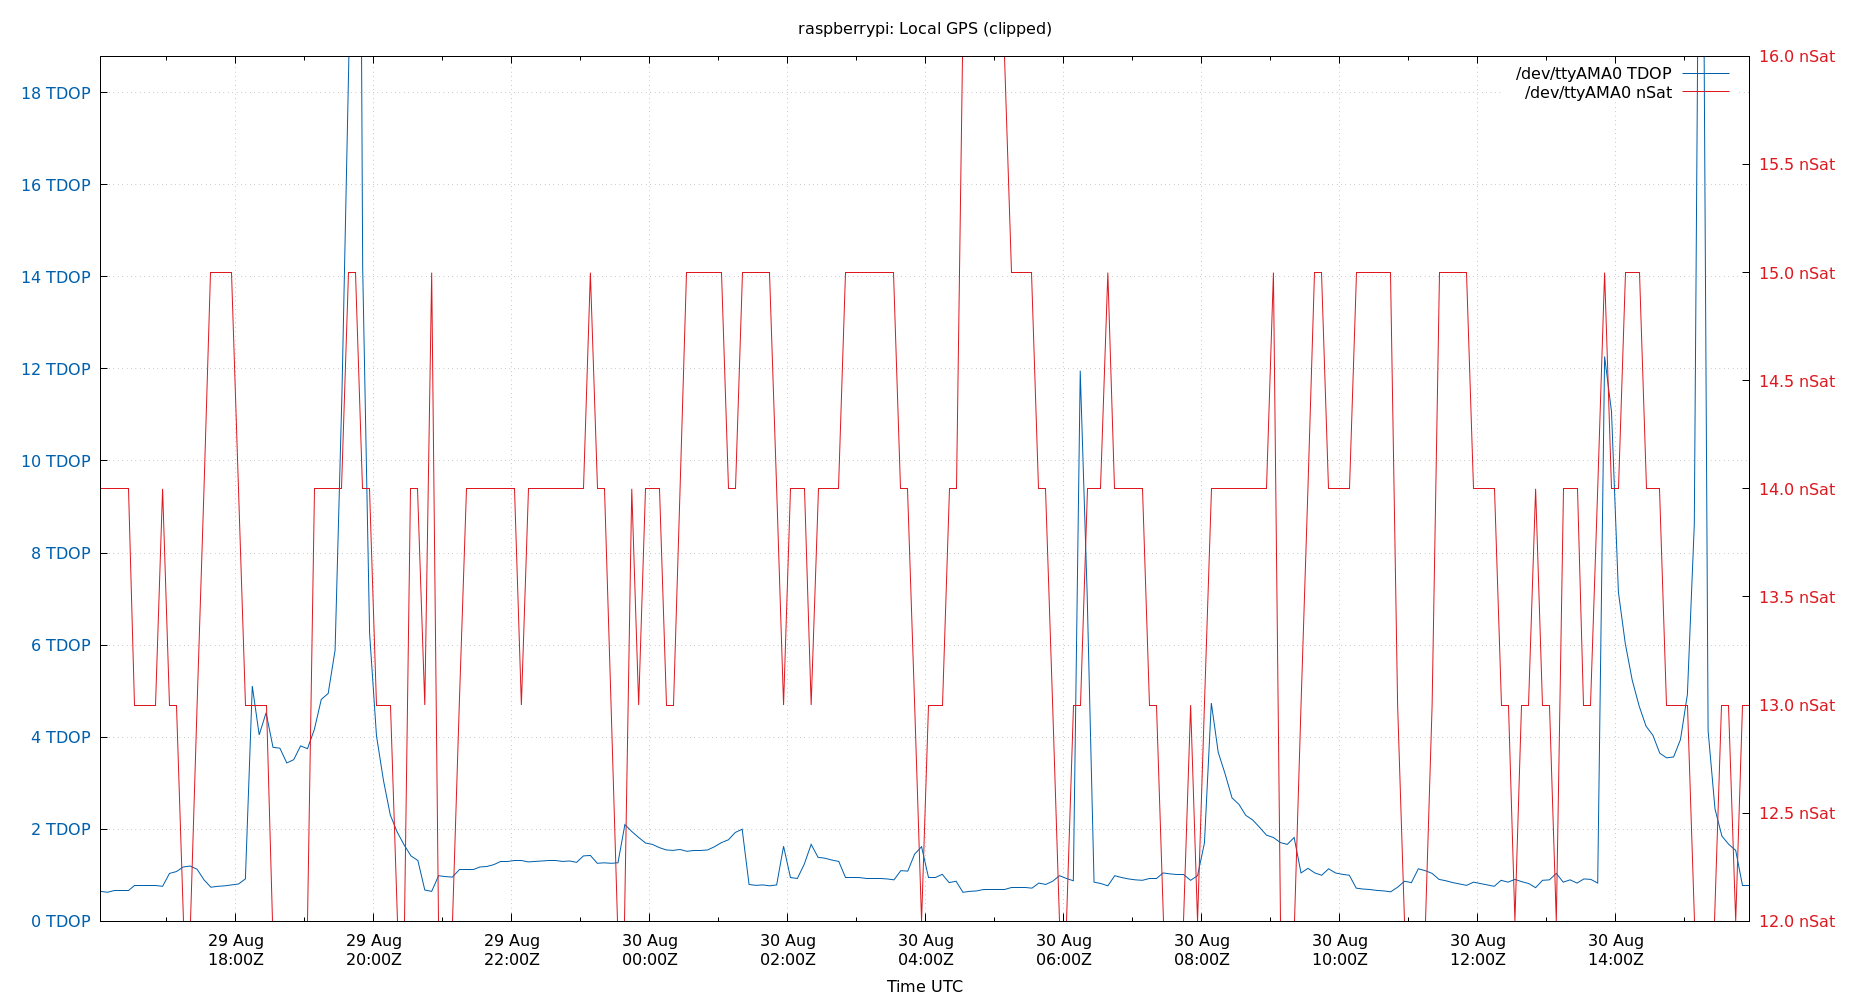 raspberrypi: Local GPS (clipped)
/dev/ttyAMA0 TDOP
/dev/ttyAMA0 nSat
18 TDOP
16 TDOP
14 TDOP
12 TDOP
10 TDOP
8 TDOP
6 TDOP
4 TDOP
2 TDOP
0 TDOP
16.0 nSat
15.5 nSat
15.0 nSat
14.5 nSat
14.0 nSat
13.5 nSat
13.0 nSat
12.5 nSat
12.0 nSat
29 Aug
18:00Z
29 Aug
20:00Z
29 Aug
22:00Z
30 Aug
00:00Z
30 Aug
02:00Z
30 Aug
04:00Z
30 Aug
06:00Z
30 Aug
08:00Z
30 Aug
10:00Z
30 Aug
12:00Z
30 Aug
14:00Z
Time UTC